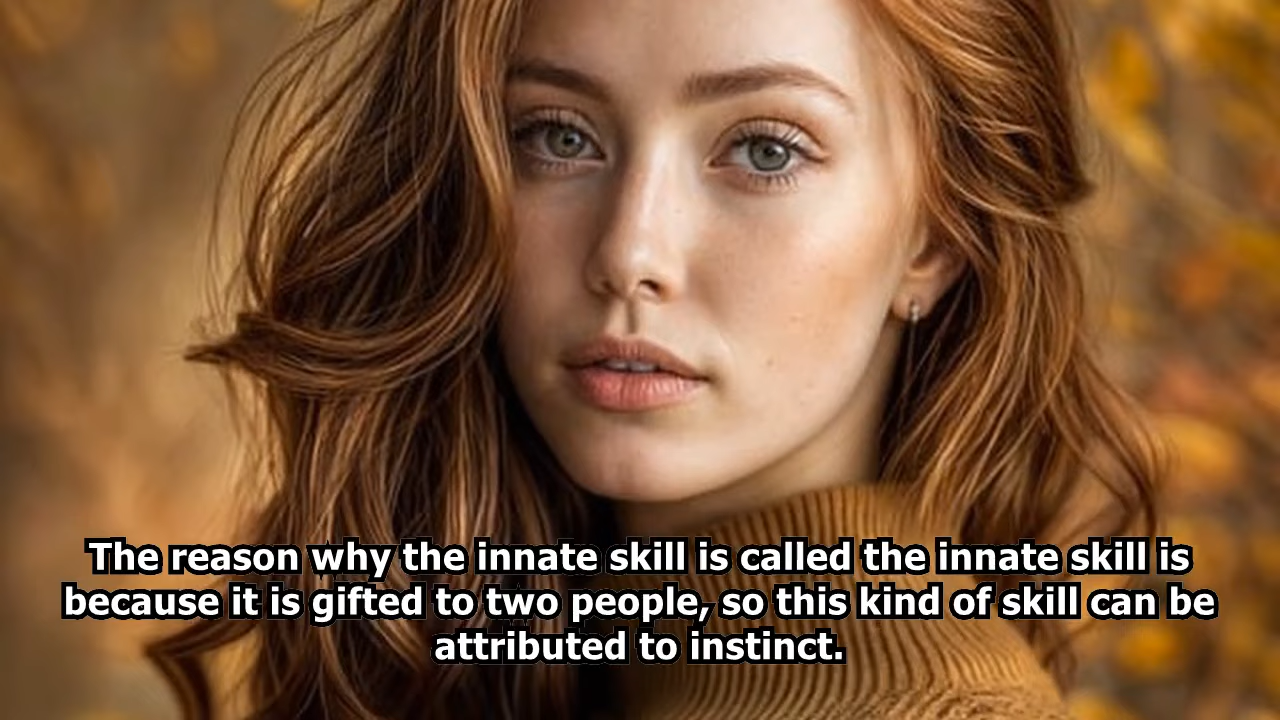 The reason why the innate skill is called the innate skill is
because it is gifted to two people, so this kind of skill can be
attributed to instinct.